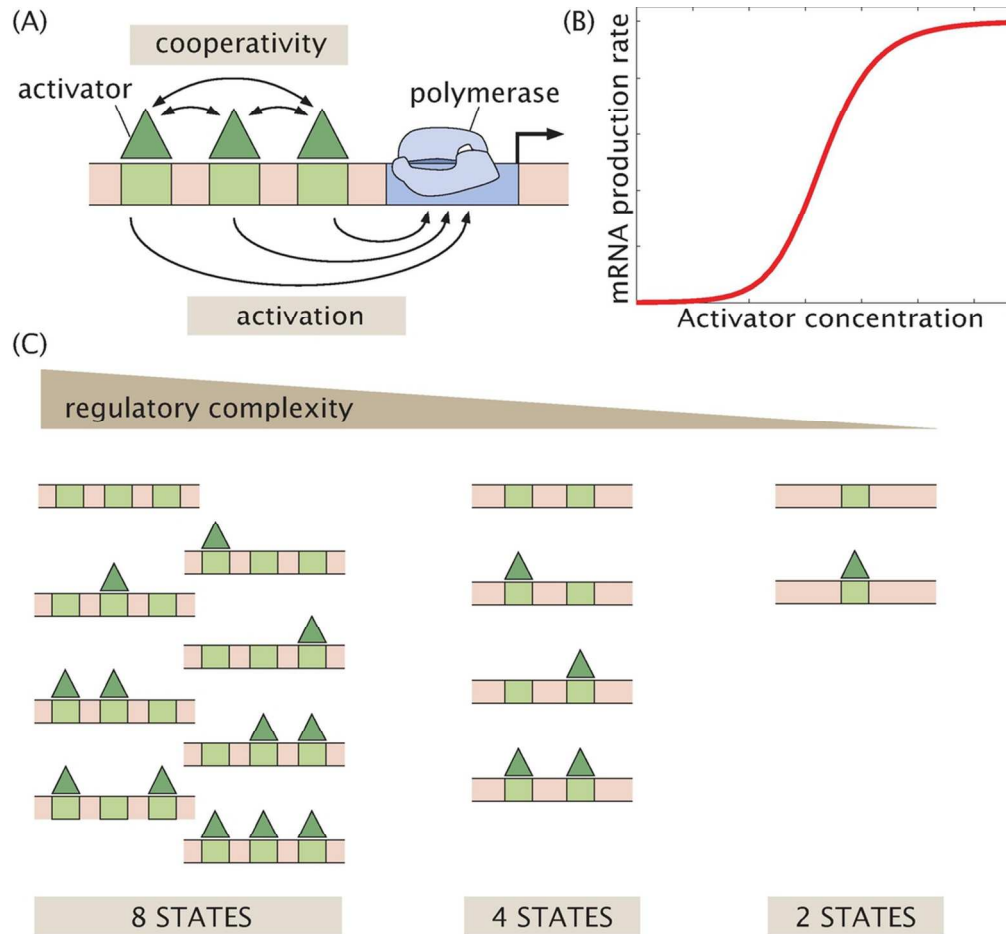 (A)
cooperativity
activator
polymerase
activation
(B)
mRNA production rate
Activator concentration
(C)
regulatory complexity
8 STATES
4 STATES
2 STATES